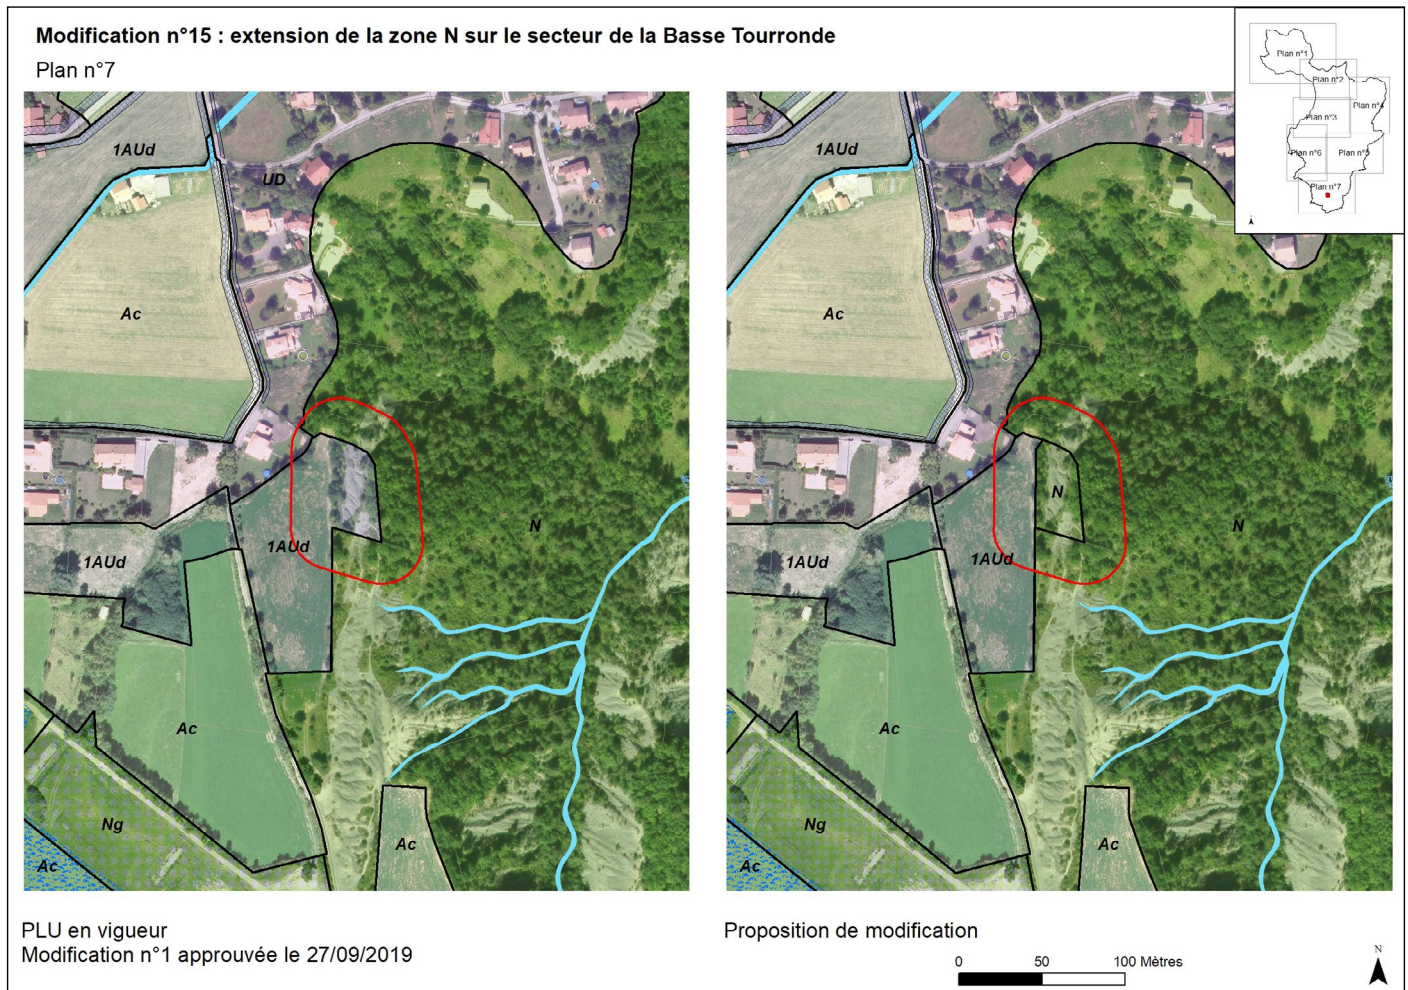 Modification n°15 : extension de la zone N sur le secteur de la Basse Tourronde
Plan n°7
Plan n°1
Plan n°2
Plan n°4
Plan n°3
Plan n°6
Plan n°5
Plan n°7
1AUd
UD
Ac
1AUd
1AUd
N
Ac
Ng
Ac
Ac
1AUd
Ac
N
N
1AUd
1AUd
Ac
Ng
Ac
Ac
PLU en vigueur
Modification n°1 approuvée le 27/09/2019
Proposition de modification
0 50 100 Mètres
N